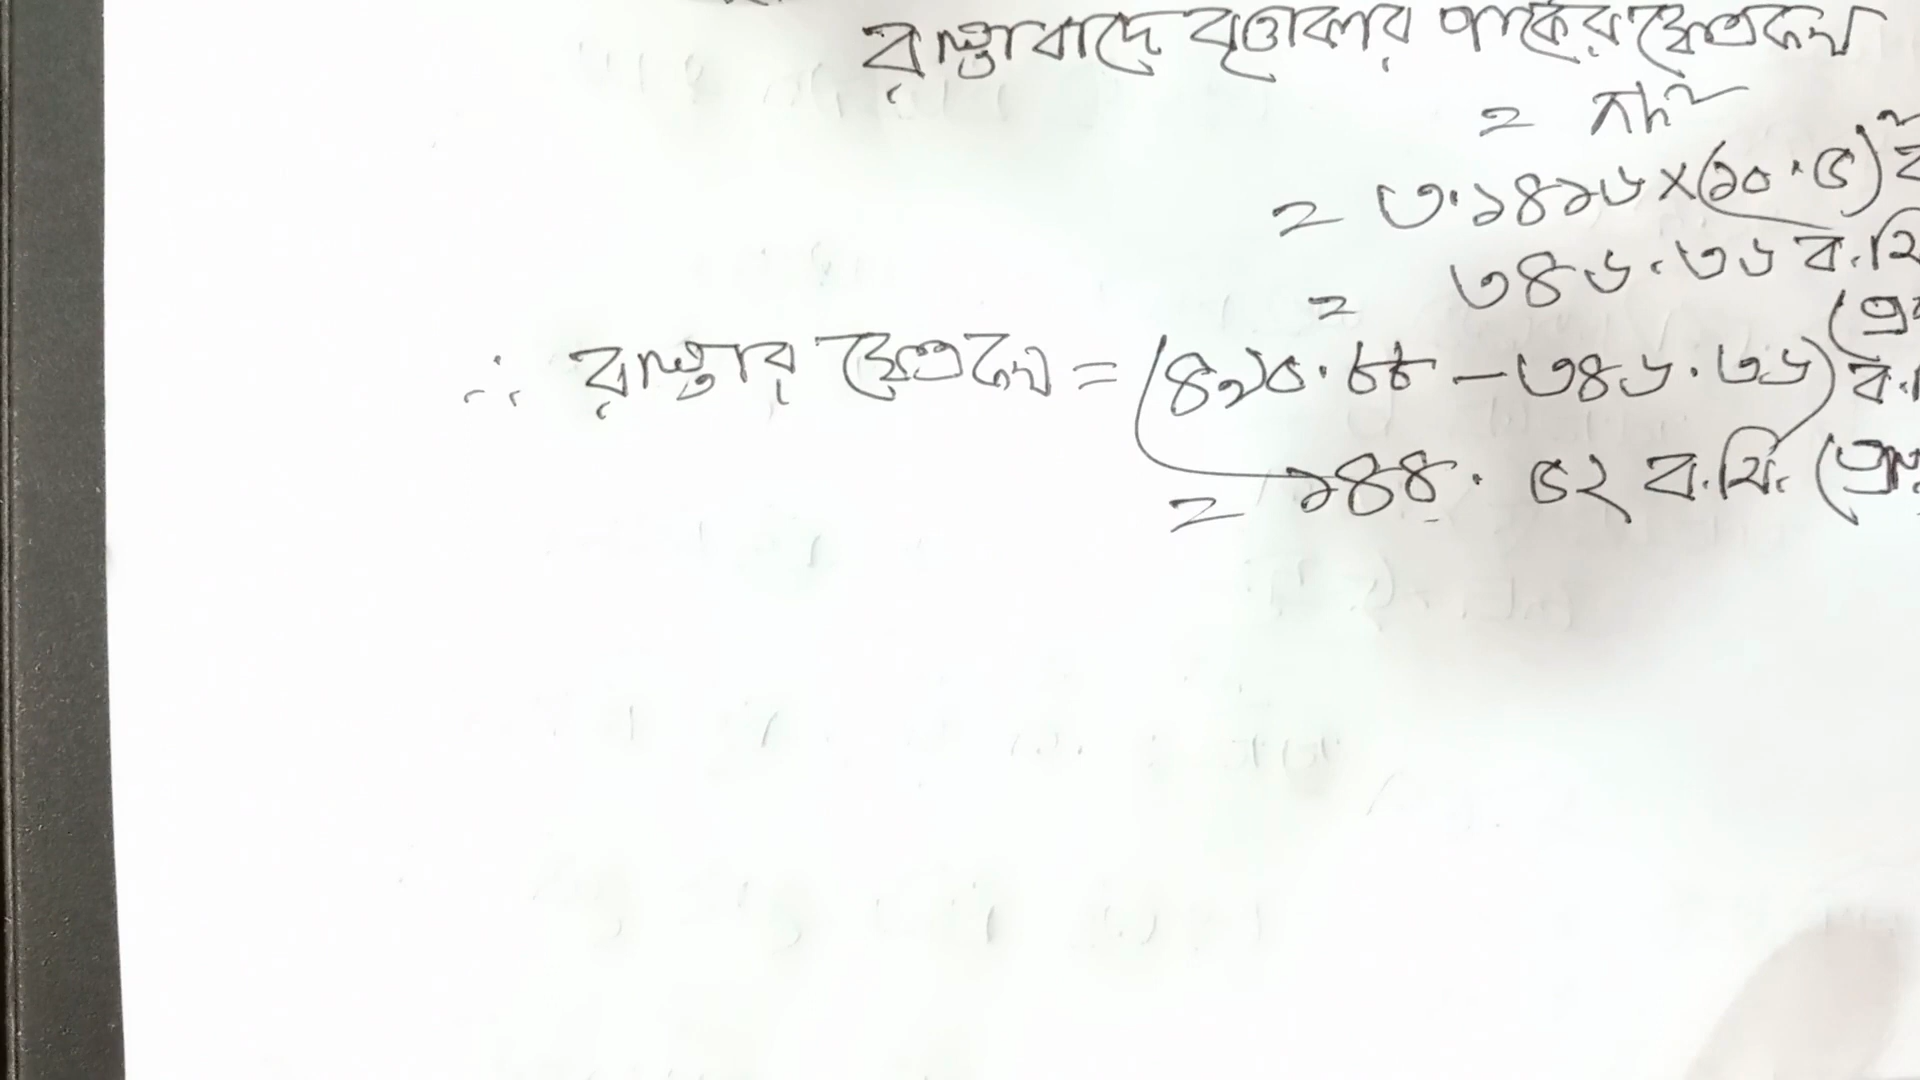 রাস্তাবাদে বৃত্তাকার পার্কের ক্ষেত্রফল
= πr²
= ৩.১৪১৬×(১০.৫)² ব
= ৩৪৬.৩৬ ব.মি
(প্র
∴ রাস্তার ক্ষেত্রফল = (৪৯০.৮৮ – ৩৪৬.৩৬) ব.
= ১৪৪.৫২ ব.মি. (প্রা